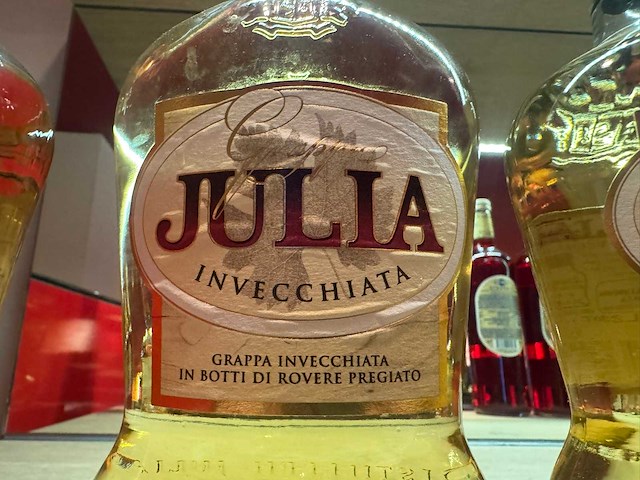 Grappa
JULIA
INVECCHIATA
GRAPPA INVECCHIATA
IN BOTTI DI ROVERE PREGIATO